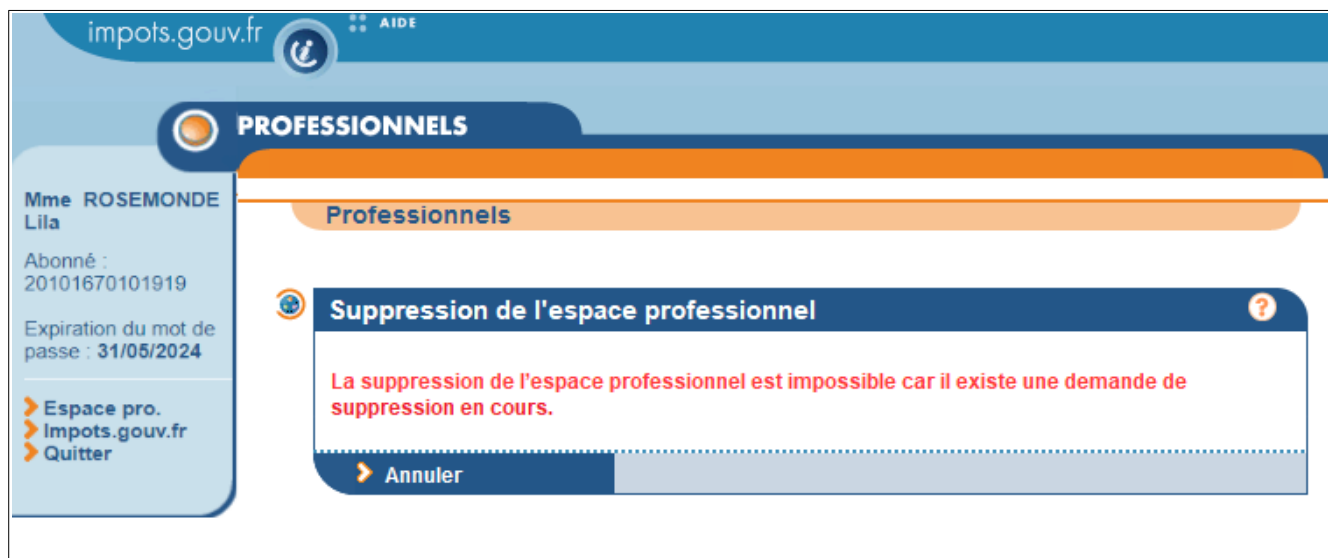 impots.gouv.fr
AIDE
PROFESSIONNELS
Mme ROSEMONDE
Lila
Abonné :
20101670101919
Expiration du mot de
passe : 31/05/2024
Espace pro.
Impots.gouv.fr
Quitter
Professionnels
Suppression de l'espace professionnel
?
La suppression de l'espace professionnel est impossible car il existe une demande de
suppression en cours.
Annuler